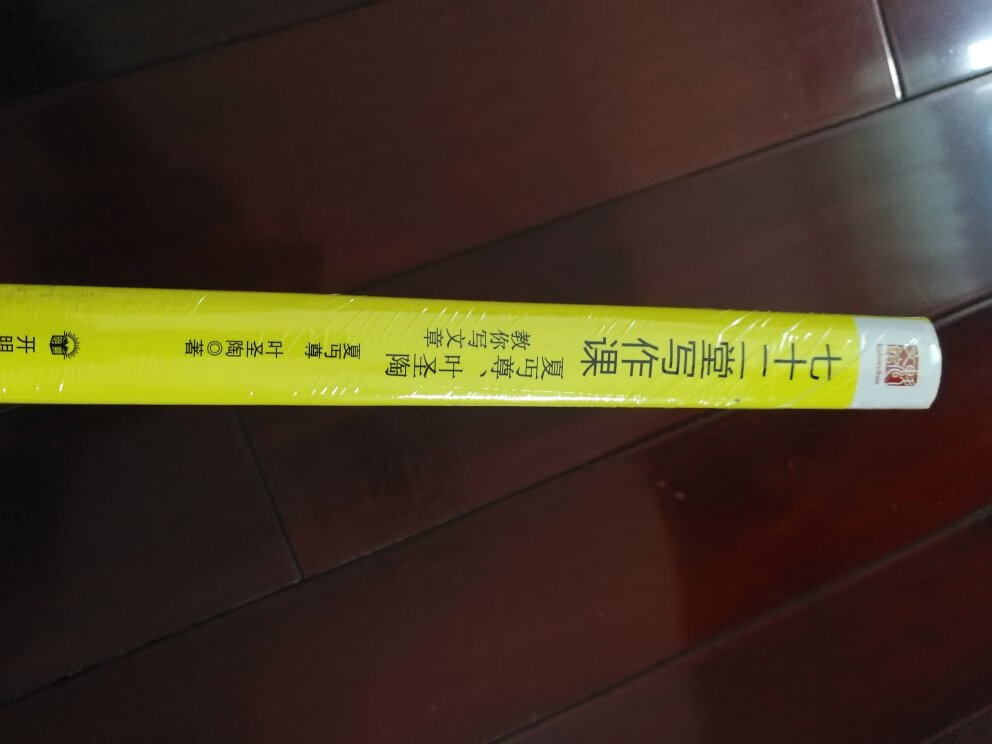 七十二堂写作课
夏丏尊、叶圣陶
教你写文章
夏丏尊
叶圣陶◎著
开明